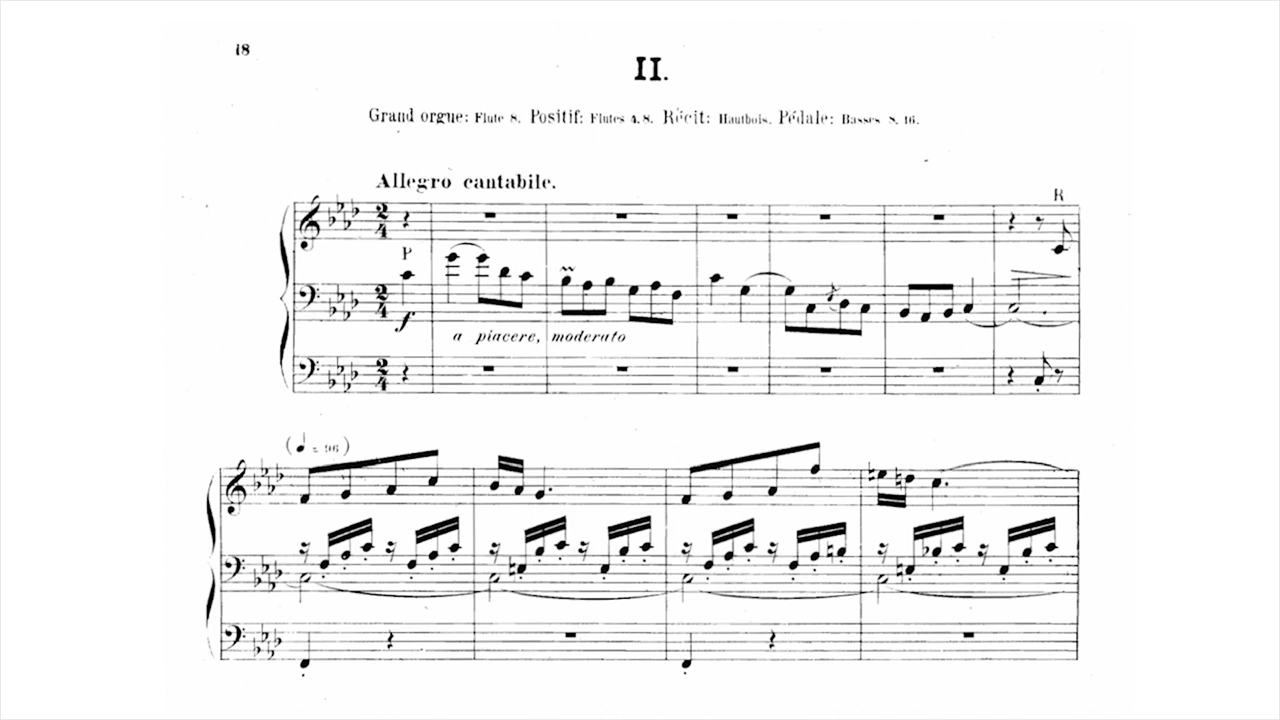 18
II.
Grand orgue: Flute 8. Positif: Flutes 4.8. Récit: Hautbois. Pédale: Basses 8.16.
Allegro cantabile.
R
P
f
a piacere, moderato
(♩ = 96)